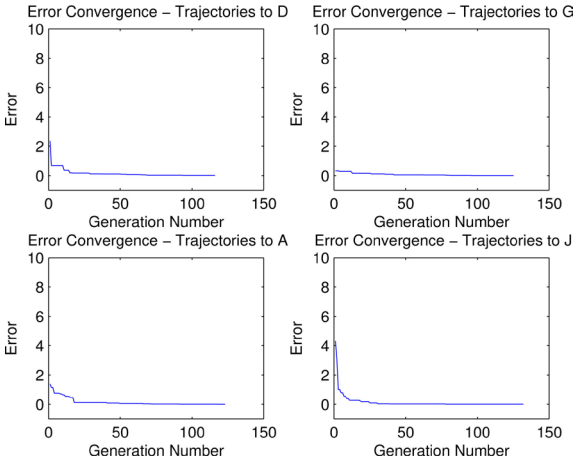 Error Convergence − Trajectories to D
10
8
6
4
2
0
Error
0 50 100 150
Generation Number
Error Convergence − Trajectories to G
10
8
6
4
2
0
Error
0 50 100 150
Generation Number
Error Convergence − Trajectories to A
10
8
6
4
2
0
Error
0 50 100 150
Generation Number
Error Convergence − Trajectories to J
10
8
6
4
2
0
Error
0 50 100 150
Generation Number